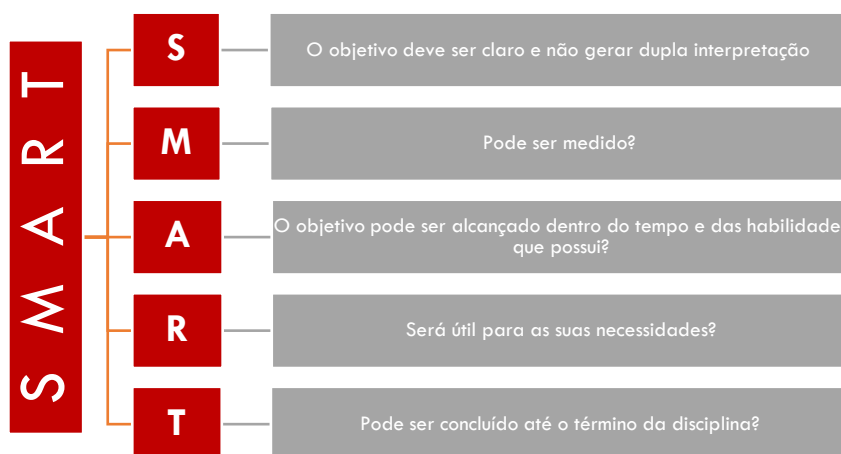 SMART
S
O objetivo deve ser claro e não gerar dupla interpretação
M
Pode ser medido?
A
O objetivo pode ser alcançado dentro do tempo e das habilidade
que possui?
R
Será útil para as suas necessidades?
T
Pode ser concluído até o término da disciplina?